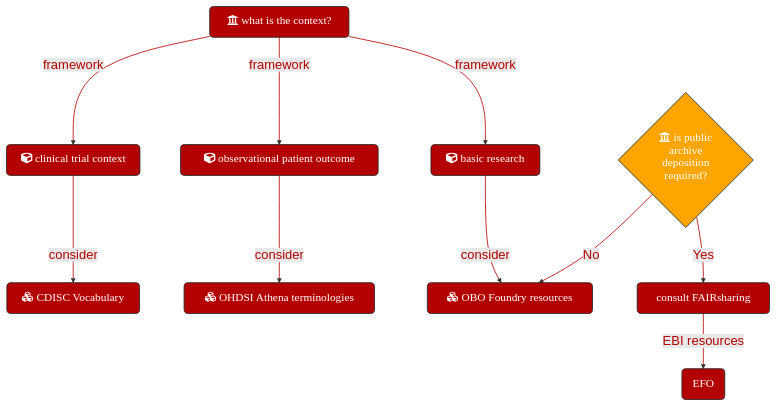 what is the context?
framework
framework
framework
is public
archive
deposition
required?
clinical trial context
observational patient outcome
basic research
consider
consider
consider
No
Yes
CDISC Vocabulary
OHDSI Athena terminologies
OBO Foundry resources
consult FAIRsharing
EBI resources
EFO